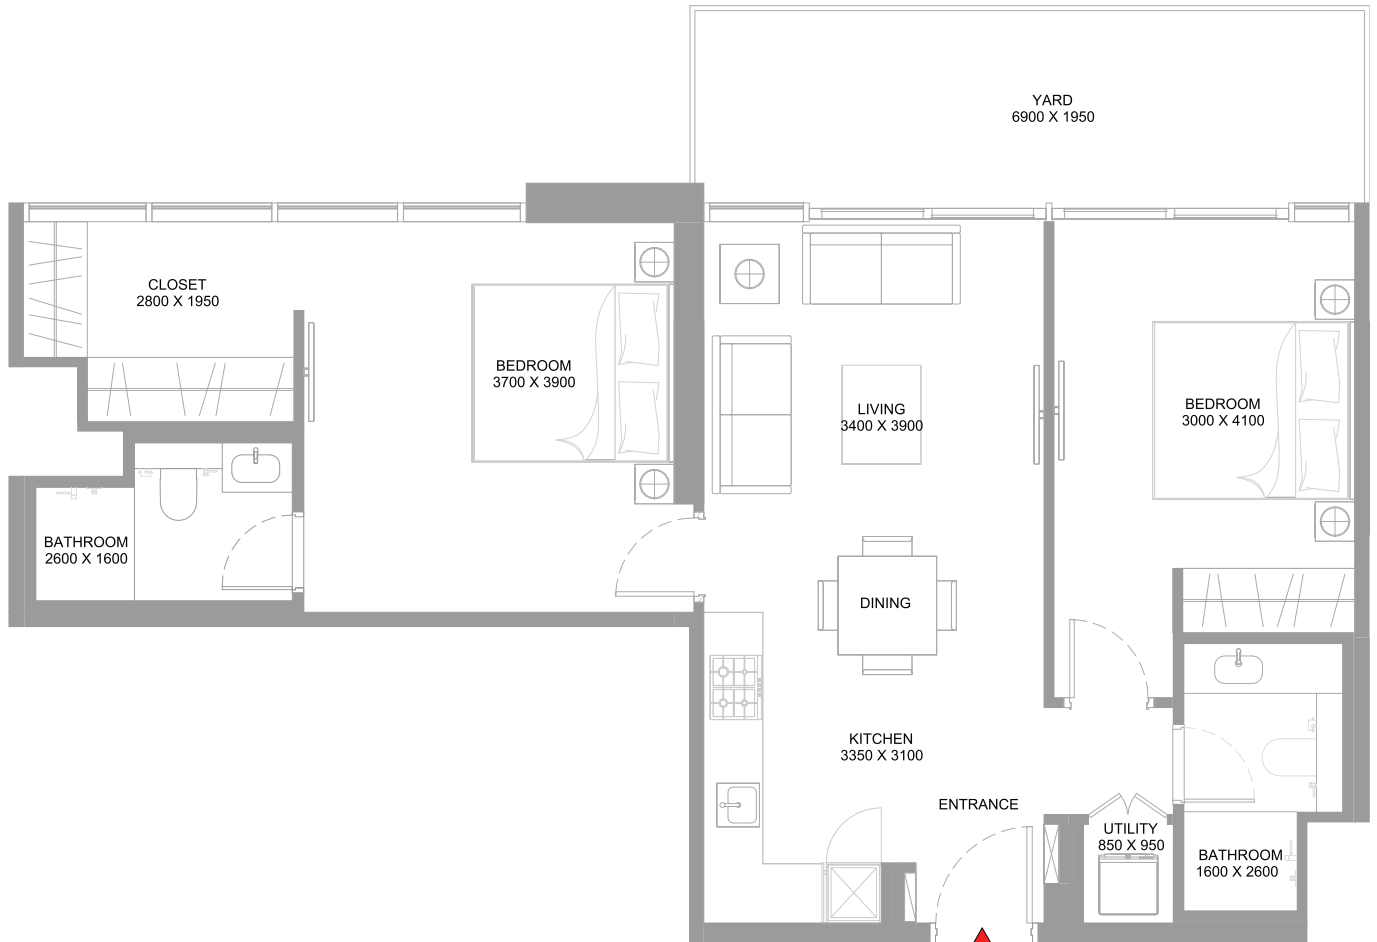 YARD
6900 X 1950
CLOSET
2800 X 1950
BEDROOM
3700 X 3900
LIVING
3400 X 3900
BEDROOM
3000 X 4100
BATHROOM
2600 X 1600
DINING
KITCHEN
3350 X 3100
ENTRANCE
UTILITY
850 X 950
BATHROOM
1600 X 2600